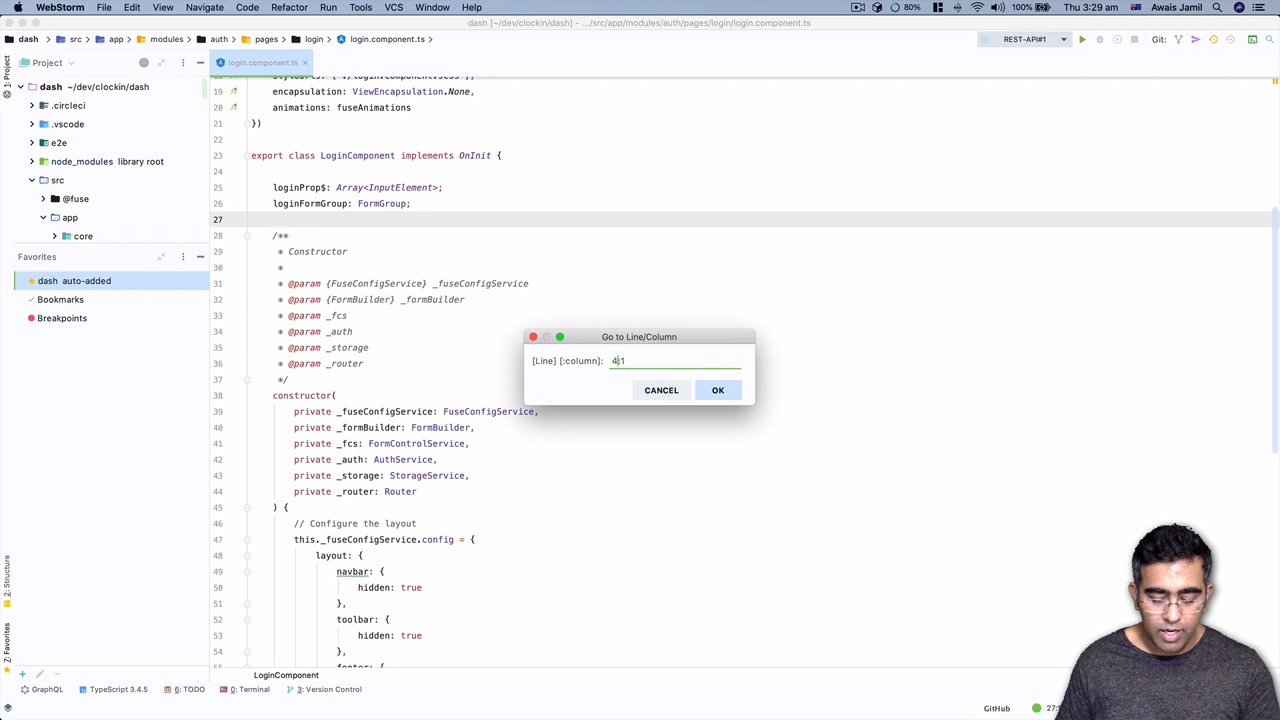 WebStorm File Edit View Navigate Code Refactor Run Tools VCS Window Help 80% 100% Thu 3:29 am Awais Jamil
dash [~/dev/clockin/dash] - .../src/app/modules/auth/pages/login/login.component.ts
dash src app modules auth pages login login.component.ts REST-API#1 Git:
1: Project
Project
login.component.ts
dash ~/dev/clockin/dash
.circleci
.vscode
e2e
node_modules library root
src
@fuse
app
core
Favorites
dash auto-added
Bookmarks
Breakpoints
2: Structure
2: Favorites
19 encapsulation: ViewEncapsulation.None,
20 animations: fuseAnimations
21 })
22
23 export class LoginComponent implements OnInit {
24
25 loginProp$: Array<InputElement>;
26 loginFormGroup: FormGroup;
27
28 /**
29 * Constructor
30 *
31 * @param {FuseConfigService} _fuseConfigService
32 * @param {FormBuilder} _formBuilder
33 * @param _fcs
34 * @param _auth
35 * @param _storage
36 * @param _router
37 */
38 constructor(
39 private _fuseConfigService: FuseConfigService,
40 private _formBuilder: FormBuilder,
41 private _fcs: FormControlService,
42 private _auth: AuthService,
43 private _storage: StorageService,
44 private _router: Router
45 ) {
46 // Configure the layout
47 this._fuseConfigService.config = {
48 layout: {
49 navbar: {
50 hidden: true
51 },
52 toolbar: {
53 hidden: true
54 },
Go to Line/Column
[Line] [:column]: 4:1
CANCEL OK
LoginComponent
GraphQL TypeScript 3.4.5 6: TODO 0: Terminal 3: Version Control
GitHub